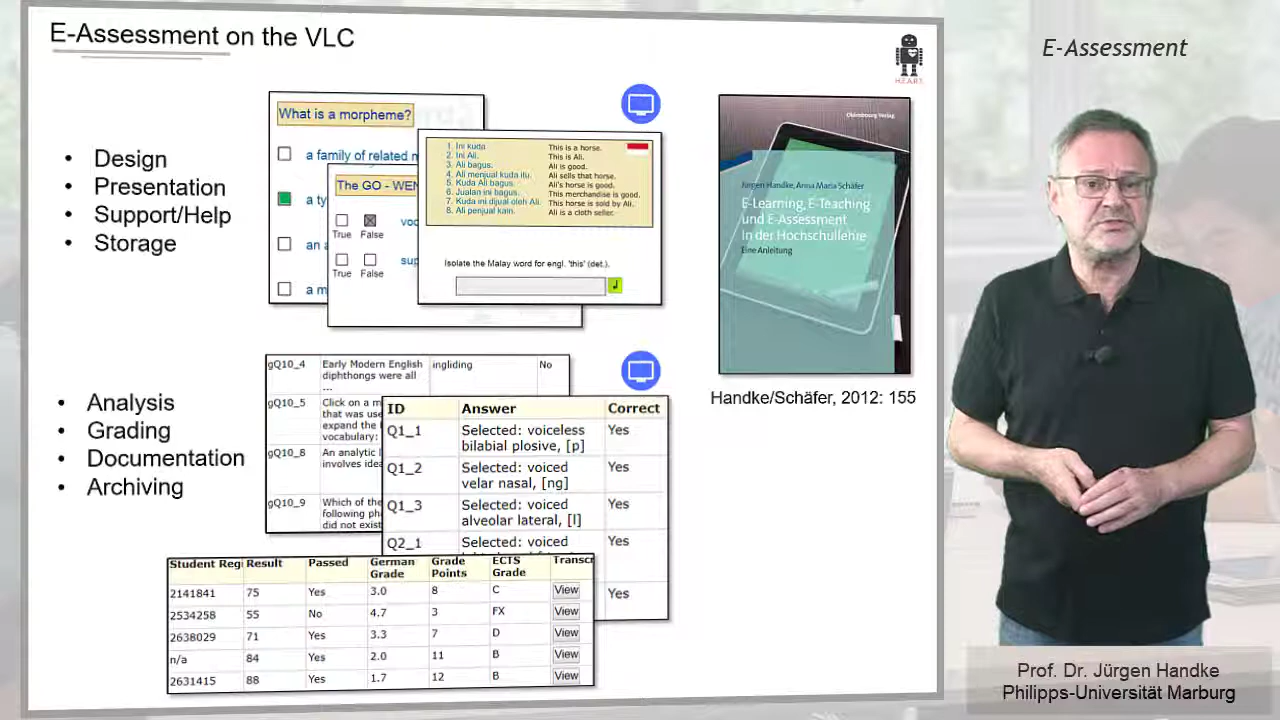 E-Assessment on the VLC
HEART
E-Assessment
• Design
• Presentation
• Support/Help
• Storage
What is a morpheme?
a family of related m
a ty
an a
a m
The GO - WEN
True False
voc
True False
sup
1. Ini kuda. This is a horse.
2. Ini Ali. This is Ali.
3. Ali bagus. Ali is good.
4. Ali menjual kuda itu. Ali sells that horse.
5. Kuda Ali bagus. Ali's horse is good.
6. Jualan ini bagus. This merchandise is good.
7. Kuda ini dijual oleh Ali. This horse is sold by Ali.
8. Ali penjual kain. Ali is a cloth seller.
Isolate the Malay word for engl. 'this' (det.).
Oldenbourg Verlag
Jürgen Handke, Anna Maria Schäfer
E-Learning, E-Teaching
und E-Assessment
in der Hochschullehre
Eine Anleitung
Handke/Schäfer, 2012: 155
• Analysis
• Grading
• Documentation
• Archiving
gQ10_4 Early Modern English ingliding No
diphthongs were all
...
gQ10_5 Click on a m
that was use
expand the
vocabulary:
gQ10_8 An analytic l
involves idea
gQ10_9 Which of the
following ph
did not exist
ID Answer Correct
Q1_1 Selected: voiceless Yes
bilabial plosive, [p]
Q1_2 Selected: voiced Yes
velar nasal, [ng]
Q1_3 Selected: voiced Yes
alveolar lateral, [l]
Q2_1 Selected: voiced Yes
Yes
Student Regi Result Passed German Grade ECTS Transcr
Grade Points Grade
2141841 75 Yes 3.0 8 C View
2534258 55 No 4.7 3 FX View
2638029 71 Yes 3.3 7 D View
n/a 84 Yes 2.0 11 B View
2631415 88 Yes 1.7 12 B View
Prof. Dr. Jürgen Handke
Philipps-Universität Marburg